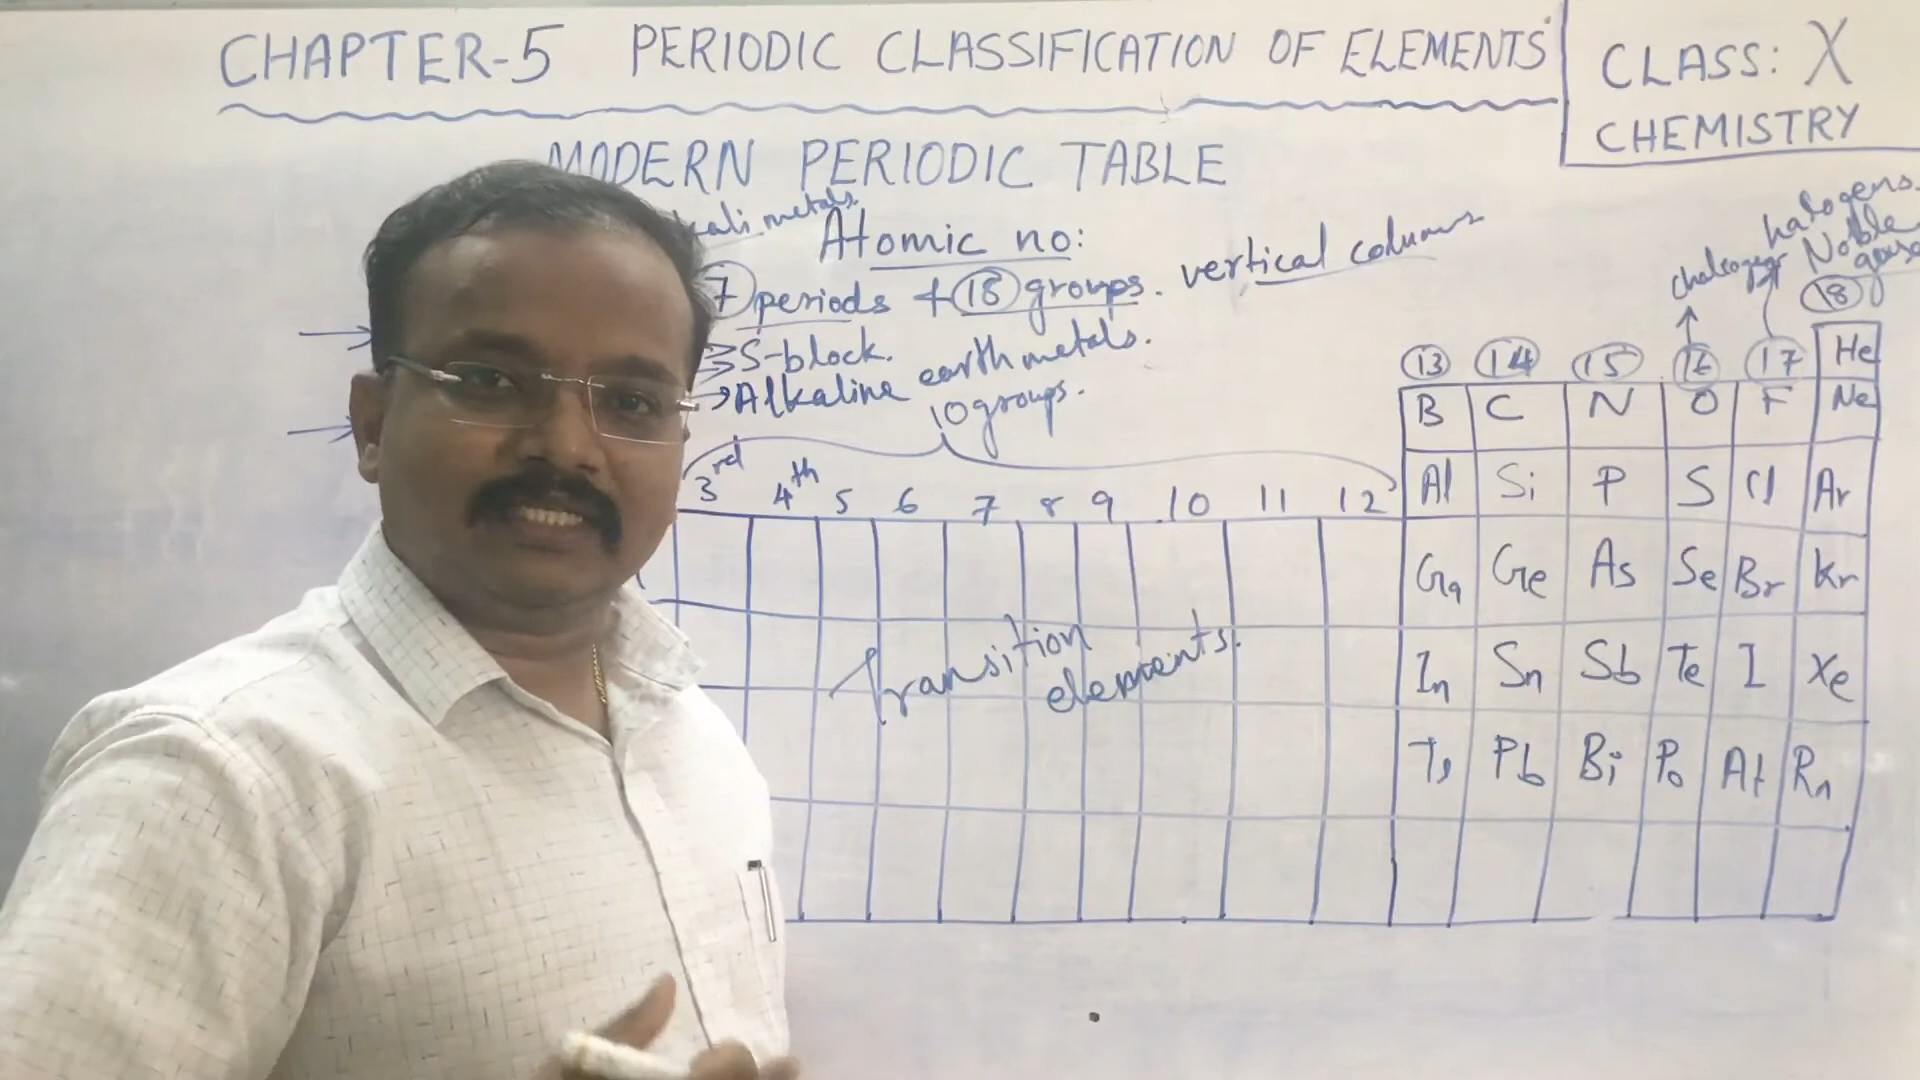 CHAPTER-5 PERIODIC CLASSIFICATION OF ELEMENTS
CLASS: X
CHEMISTRY
MODERN PERIODIC TABLE
kali metals
Atomic no:
7 periods + 18 groups. vertical columns
S-block.
Alkaline earth metals.
10 groups.
halogens
Noble
18
13 14 15 16 17 He
B C N O F Ne
3rd 4th 5 6 7 8 9 10 11 12
Al Si P S Cl Ar
Ga Ge As Se Br Kr
Transition elements.
In Sn Sb Te I Xe
Tl Pb Bi Po At Rn